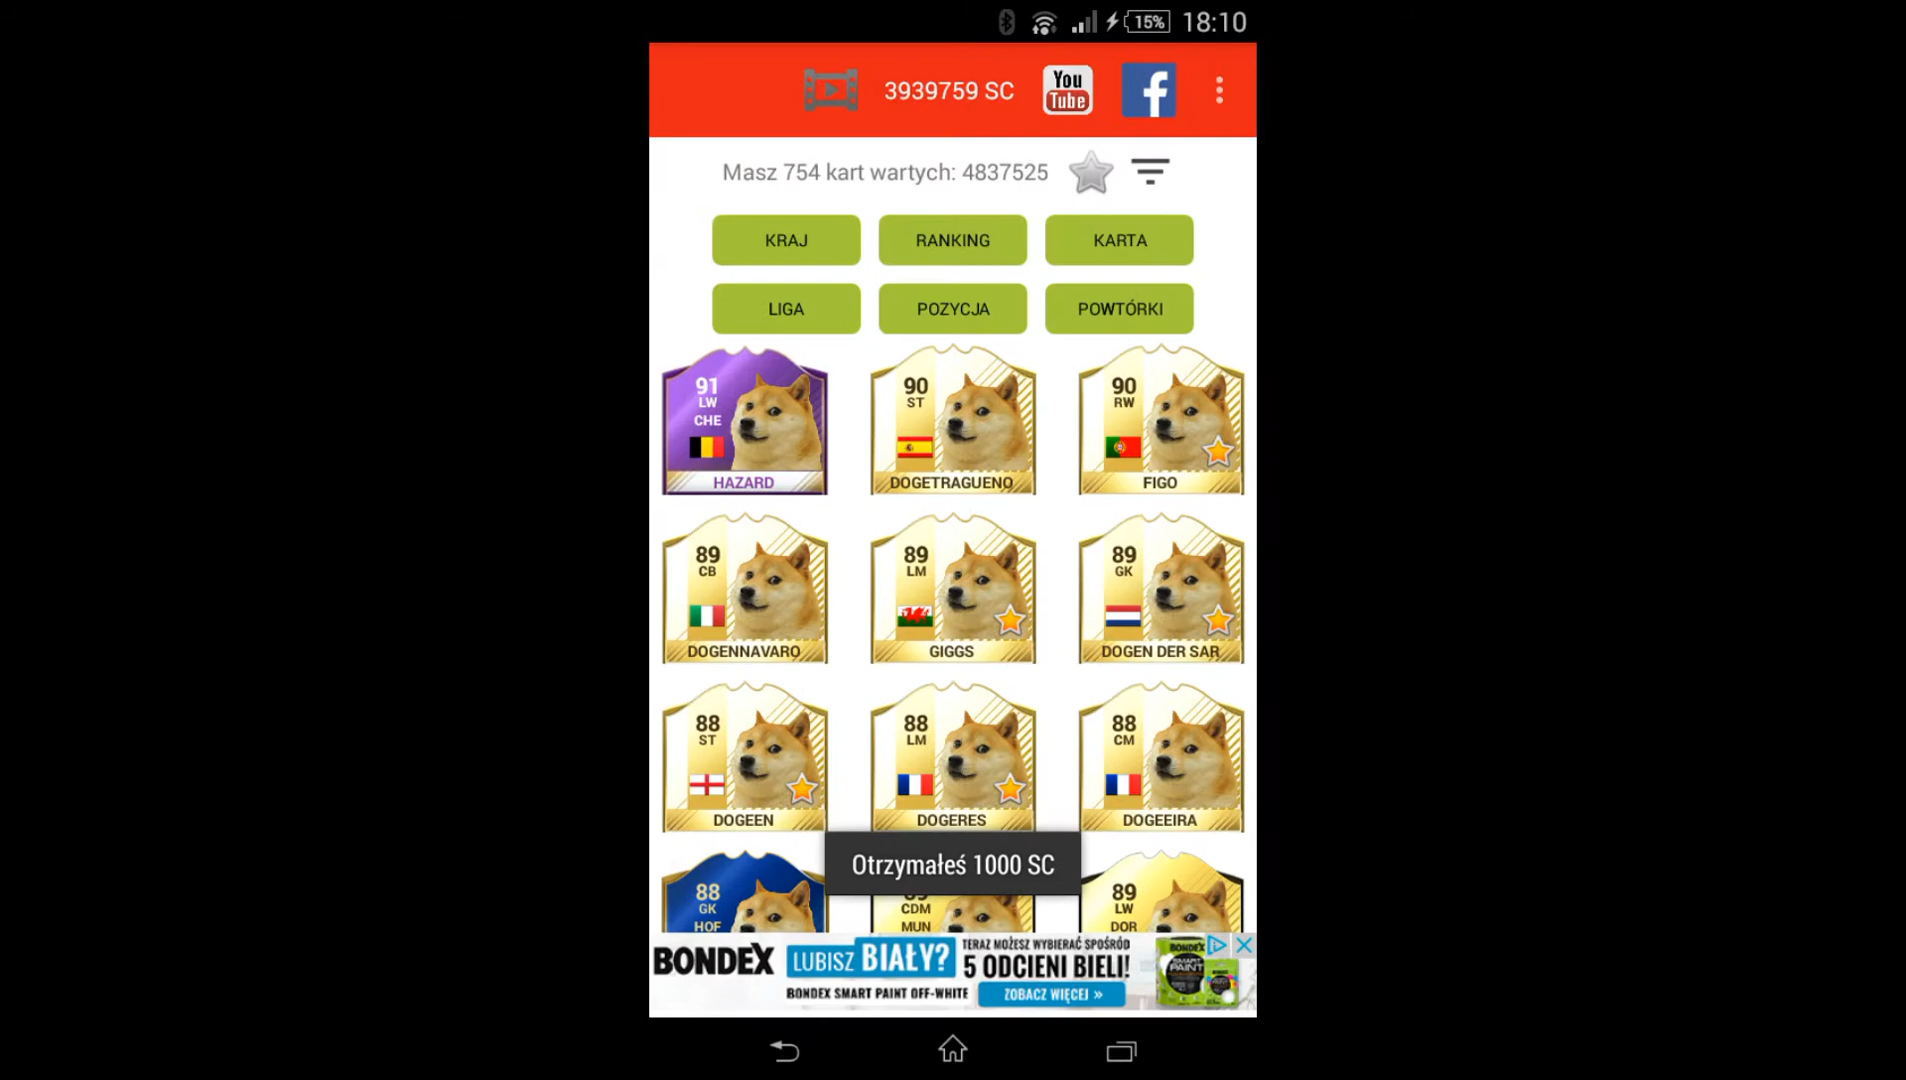 15% 18:10
3939759 SC You Tube f
Masz 754 kart wartych: 4837525
KRAJ RANKING KARTA
LIGA POZYCJA POWTÓRKI
91 90 90
LW ST RW
CHE
HAZARD DOGETRAGUENO FIGO
89 89 89
CB LM GK
DOGENNAVARO GIGGS DOGEN DER SAR
88 88 88
ST LM CM
DOGEEN DOGERES DOGEEIRA
Otrzymałeś 1000 SC
88 89 89
GK CDM LW
HOF MUN DOR
BONDEX LUBISZ BIAŁY? TERAZ MOŻESZ WYBIERAĆ SPOŚRÓD
5 ODCIENI BIELI!
BONDEX SMART PAINT OFF-WHITE ZOBACZ WIĘCEJ »
BONDEX
SMART
PAINT